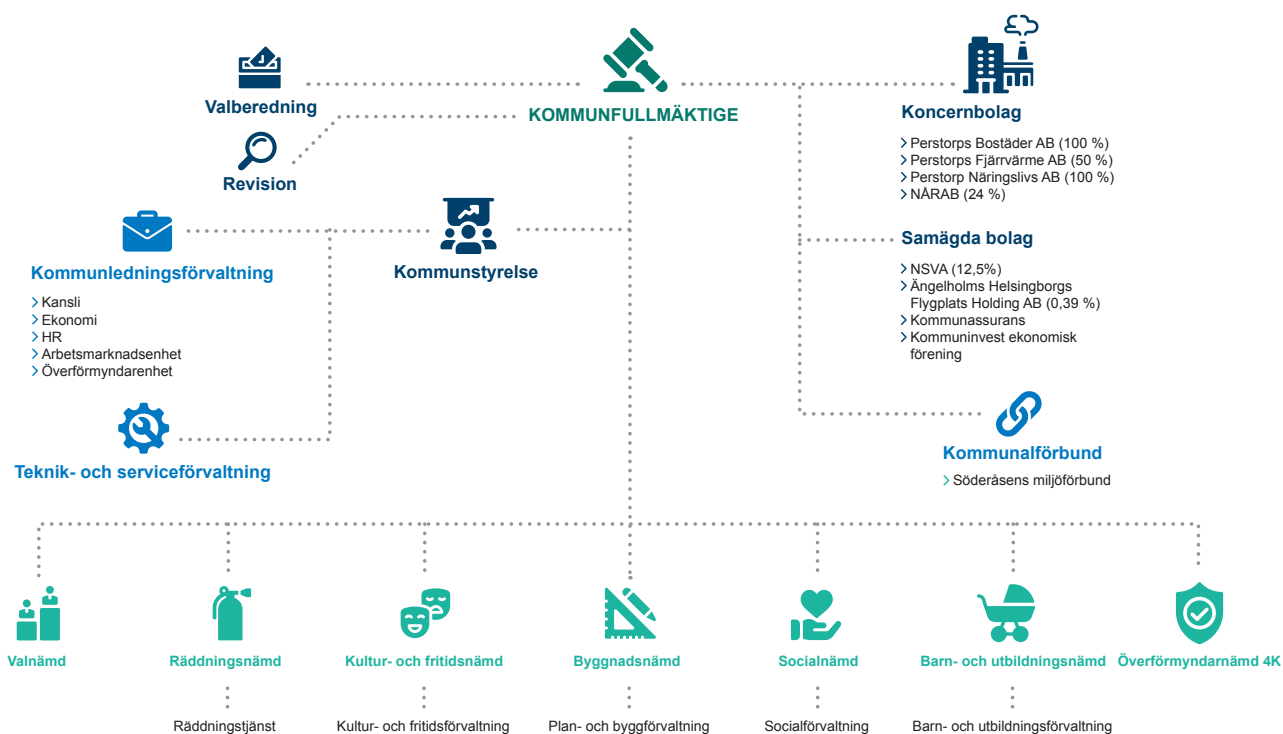 Valberedning
KOMMUNFULLMÄKTIGE
Revision
Koncernbolag
Perstorps Bostäder AB (100 %)
Perstorps Fjärrvärme AB (50 %)
Perstorp Näringslivs AB (100 %)
NÅRAB (24 %)
Kommunledningsförvaltning
Kansli
Ekonomi
HR
Arbetsmarknadsenhet
Överförmyndarenhet
Kommunstyrelse
Samägda bolag
NSVA (12,5%)
Ängelholms Helsingborgs
Flygplats Holding AB (0,39 %)
Kommunassurans
Kommuninvest ekonomisk
förening
Teknik- och serviceförvaltning
Kommunalförbund
Söderåsens miljöförbund
Valnämd
Räddningsnämd
Kultur- och fritidsnämd
Byggnadsnämd
Socialnämd
Barn- och utbildningsnämd
Överförmyndarnämd 4K
Räddningstjänst
Kultur- och fritidsförvaltning
Plan- och byggförvaltning
Socialförvaltning
Barn- och utbildningsförvaltning